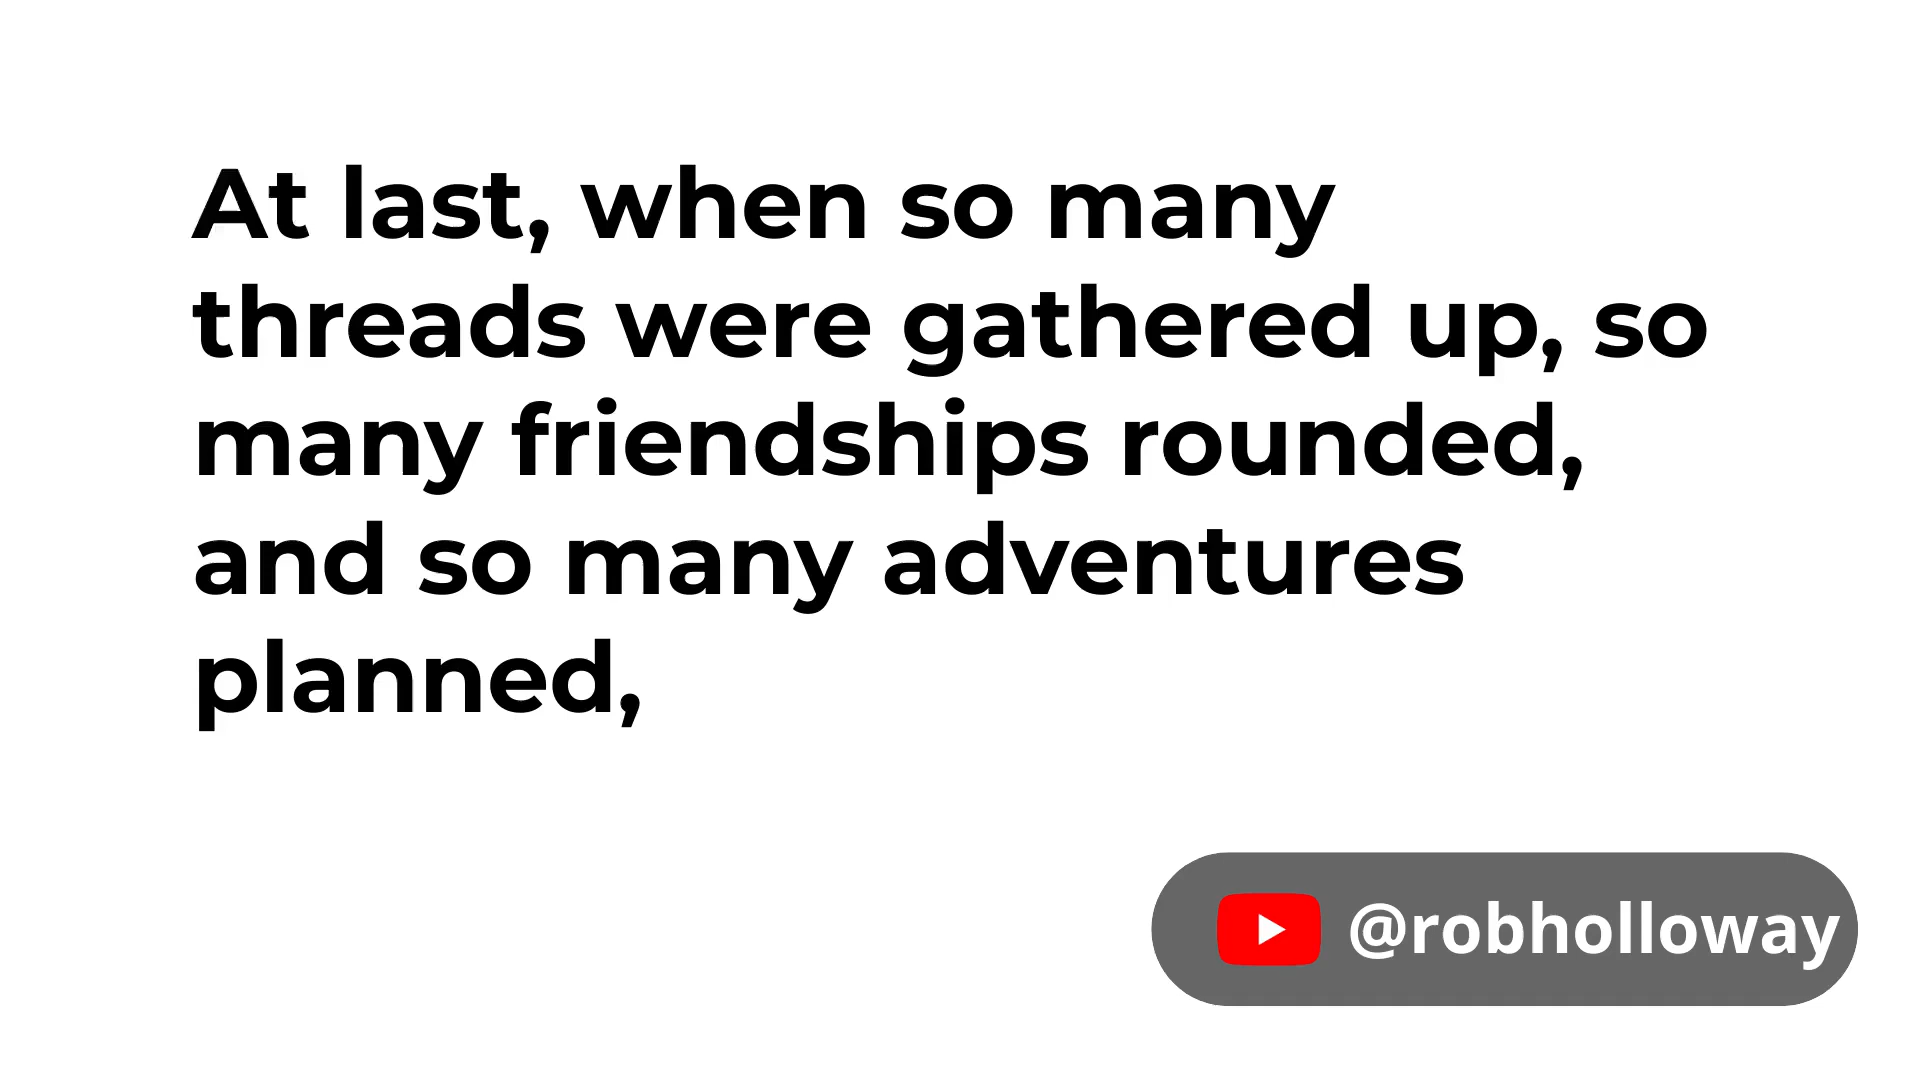 At last, when so many
threads were gathered up, so
many friendships rounded,
and so many adventures
planned,
@robholloway